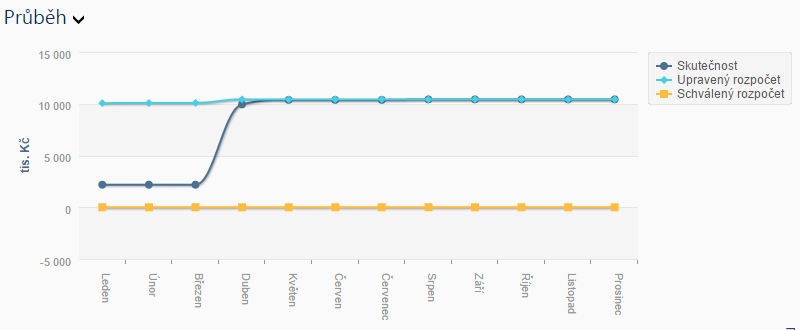 Průběh
15 000
10 000
5 000
0
-5 000
tis. Kč
Leden
Únor
Březen
Duben
Květen
Červen
Červenec
Srpen
Září
Říjen
Listopad
Prosinec
Skutečnost
Upravený rozpočet
Schválený rozpočet